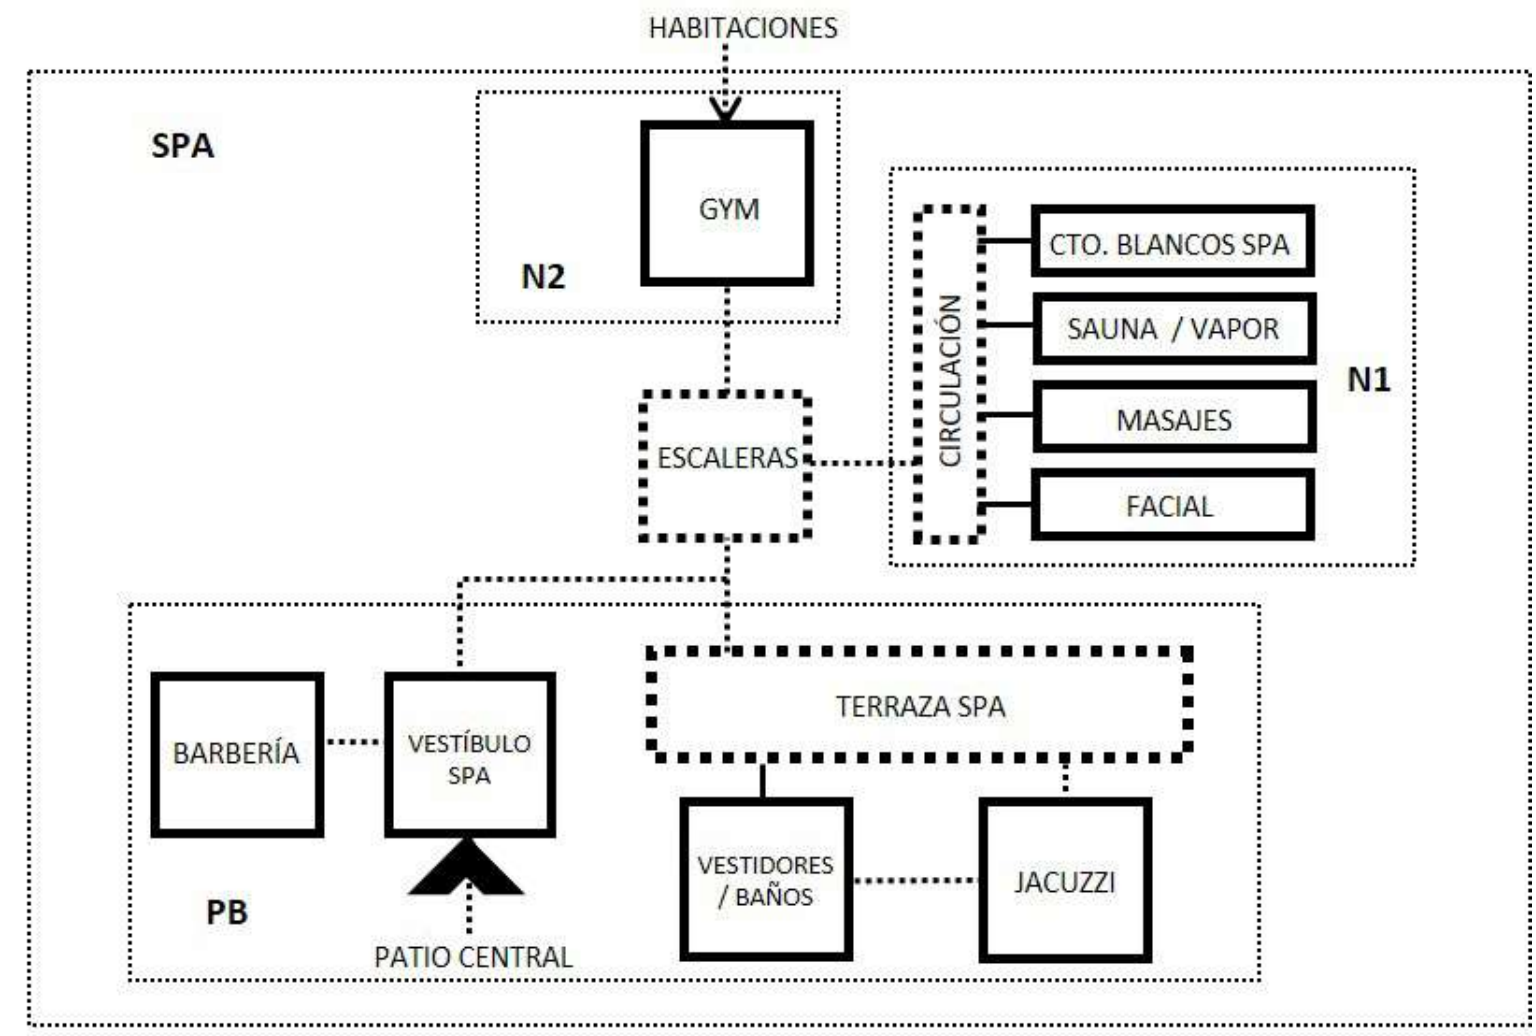 HABITACIONES
SPA
GYM
N2
CIRCULACIÓN
CTO. BLANCOS SPA
SAUNA / VAPOR
N1
MASAJES
FACIAL
ESCALERAS
TERRAZA SPA
BARBERÍA
VESTÍBULO
SPA
VESTIDORES
/ BAÑOS
JACUZZI
PB
PATIO CENTRAL